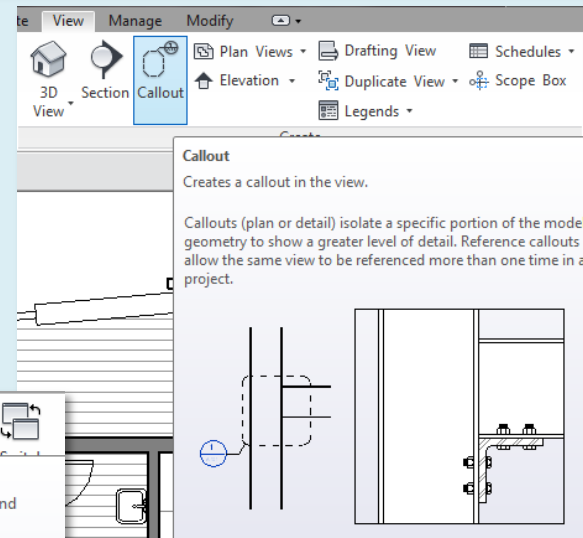 te View Manage Modify
3D
View
Section
Callout
Plan Views
Elevation
Drafting View
Duplicate View
Legends
Schedules
Scope Box
Callout
Creates a callout in the view.
Callouts (plan or detail) isolate a specific portion of the mode
geometry to show a greater level of detail. Reference callouts
allow the same view to be referenced more than one time in a
project.
nd